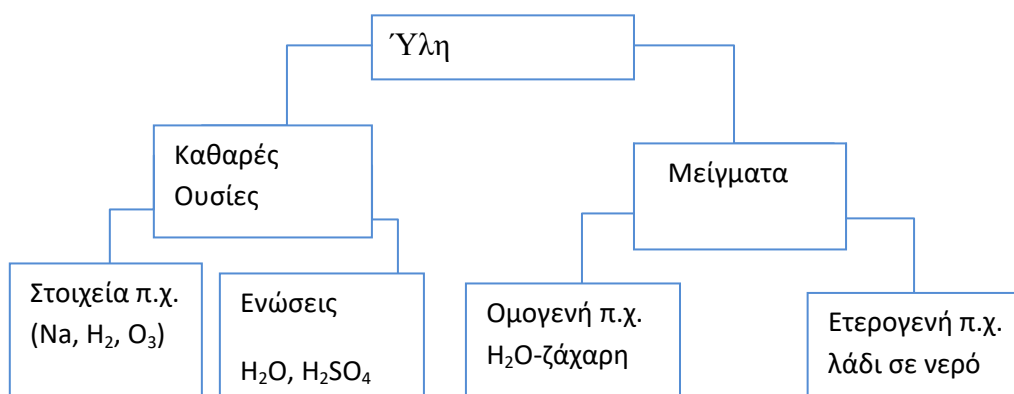 Ύλη
Καθαρές
Ουσίες
Μείγματα
Στοιχεία π.χ.
(Na, H₂, O₃)
Ενώσεις
H₂O, H₂SO₄
Ομογενή π.χ.
H₂O-ζάχαρη
Ετερογενή π.χ.
λάδι σε νερό